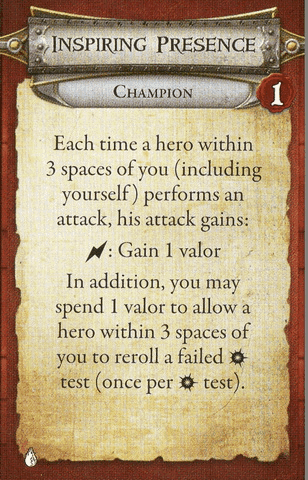 INSPIRING PRESENCE
CHAMPION
1
Each time a hero within
3 spaces of you (including
yourself) performs an
attack, his attack gains:
: Gain 1 valor
In addition, you may
spend 1 valor to allow a
hero within 3 spaces of
you to reroll a failed
test (once per test).